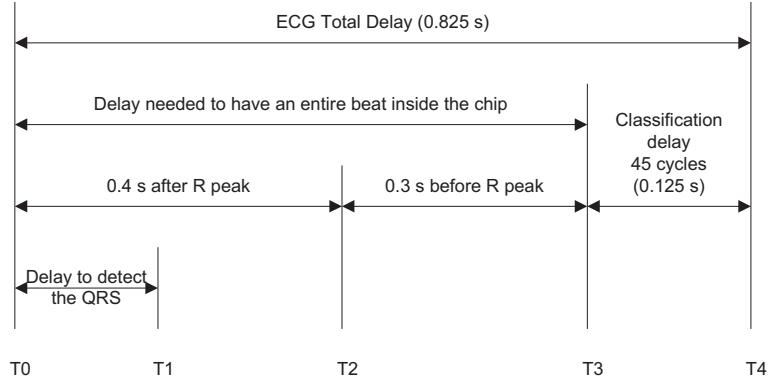 ECG Total Delay (0.825 s)
Delay needed to have an entire beat inside the chip
Classification
delay
45 cycles
(0.125 s)
0.4 s after R peak
0.3 s before R peak
Delay to detect
the QRS
T0
T1
T2
T3
T4